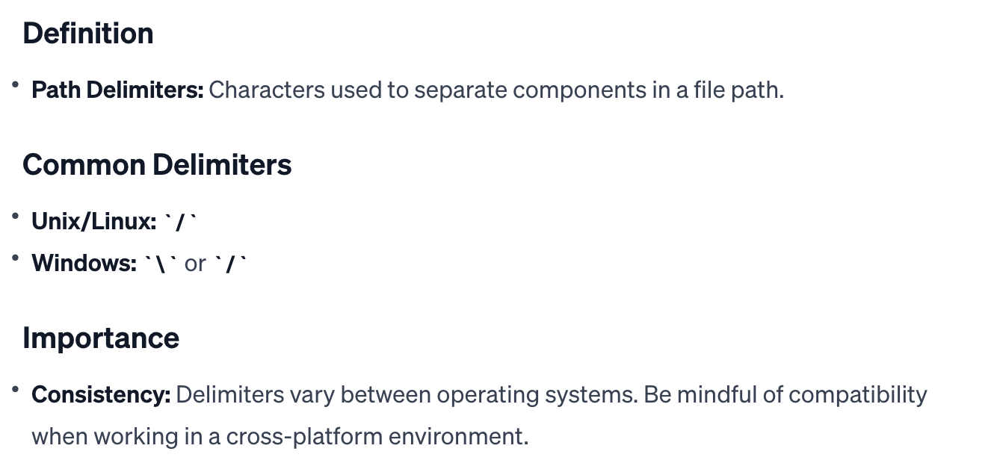 Definition
• Path Delimiters: Characters used to separate components in a file path.
Common Delimiters
• Unix/Linux: `/`
• Windows: `\` or `/`
Importance
• Consistency: Delimiters vary between operating systems. Be mindful of compatibility
when working in a cross-platform environment.